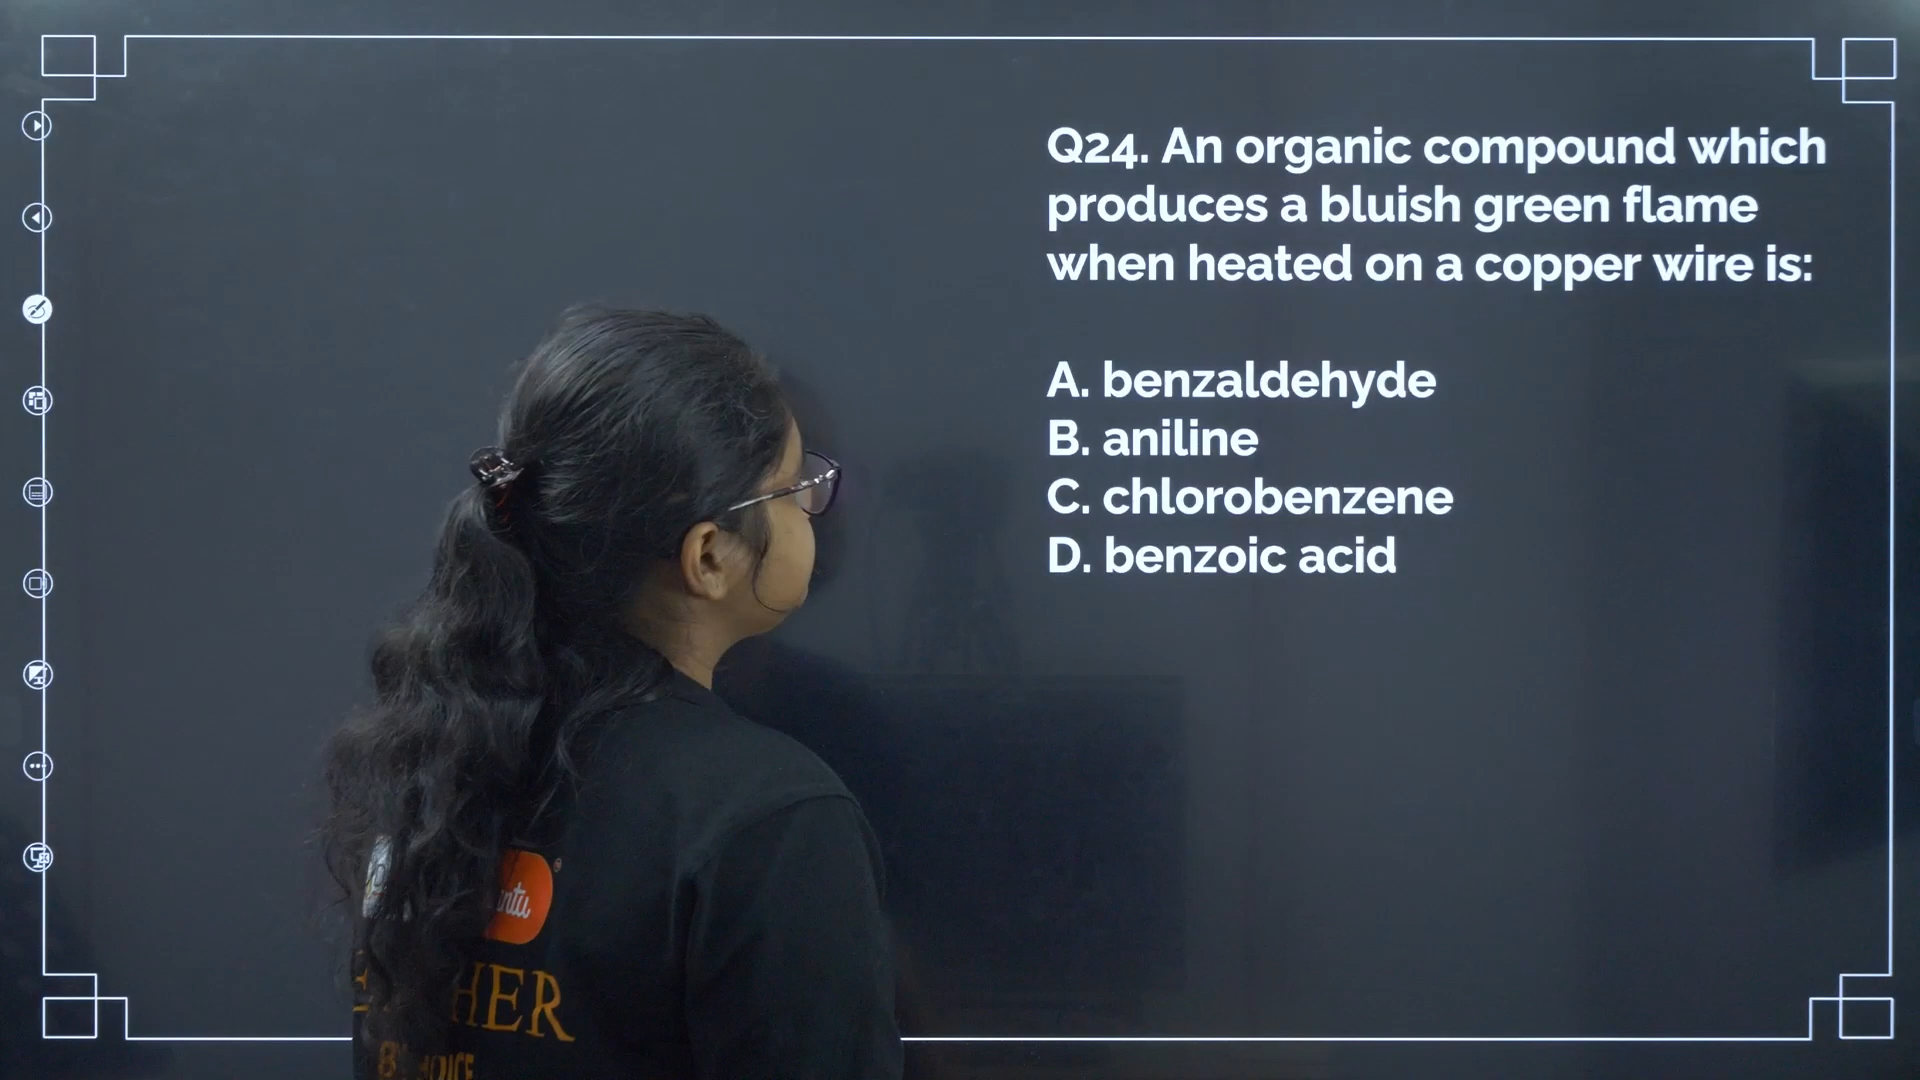 Q24. An organic compound which
produces a bluish green flame
when heated on a copper wire is:
A. benzaldehyde
B. aniline
C. chlorobenzene
D. benzoic acid